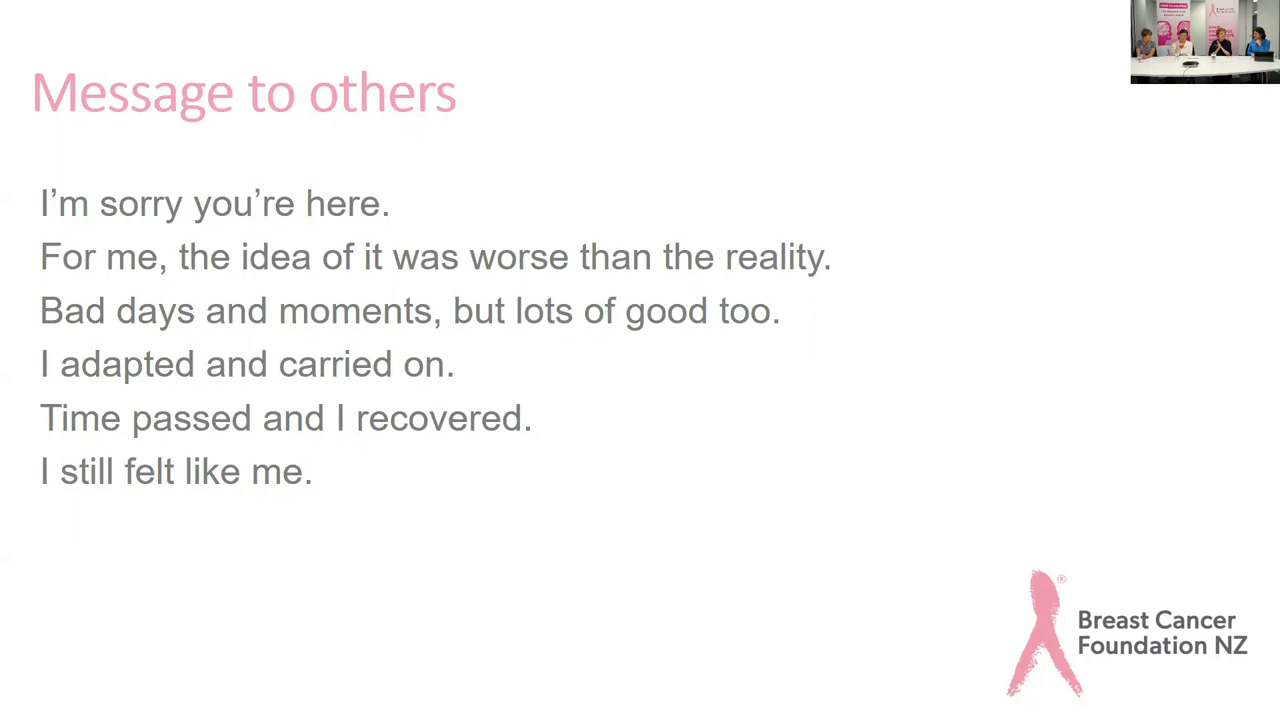 Message to others
I’m sorry you’re here.
For me, the idea of it was worse than the reality.
Bad days and moments, but lots of good too.
I adapted and carried on.
Time passed and I recovered.
I still felt like me.
®
Breast Cancer
Foundation NZ